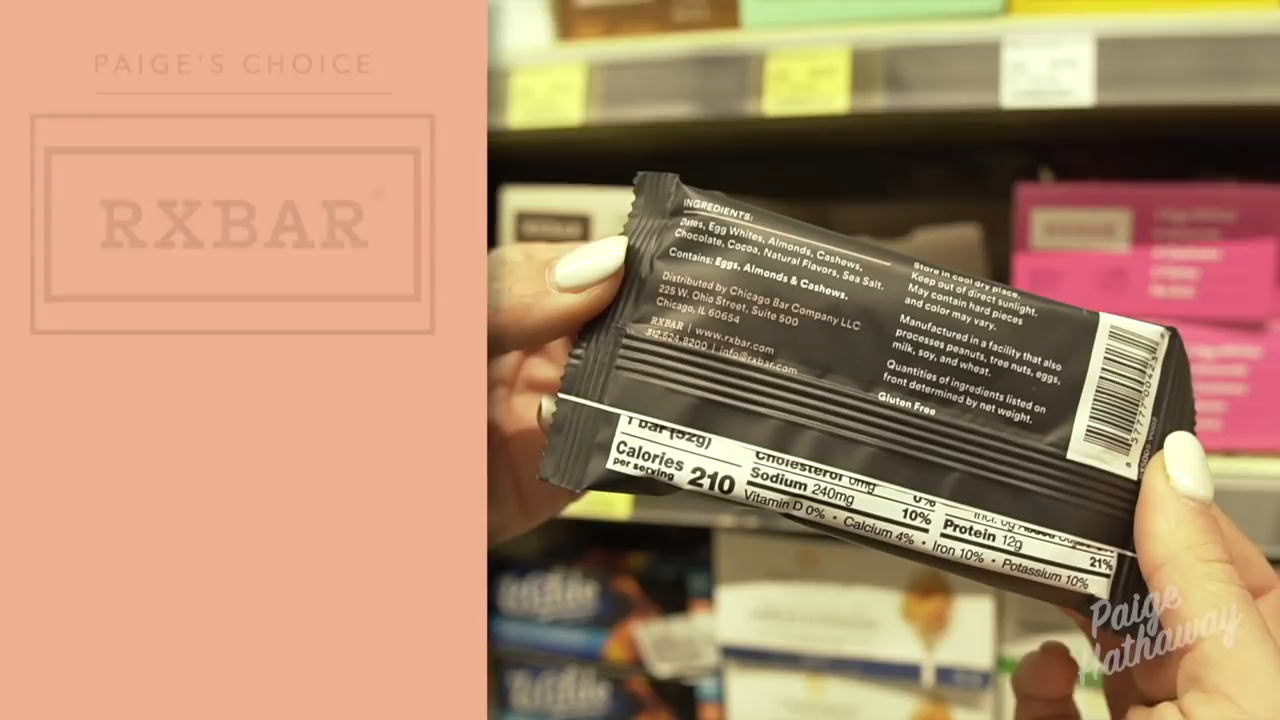 PAIGE'S CHOICE
RXBAR
INGREDIENTS:
Dates, Egg Whites, Almonds, Cashews,
Chocolate, Cocoa, Natural Flavors, Sea Salt.
Contains: Eggs, Almonds & Cashews.
Distributed by Chicago Bar Company LLC
225 W. Ohio Street, Suite 500
Chicago, IL 60654
RXBAR | www.rxbar.com
312.624.8200 | info@rxbar.com
Store in cool dry place.
Keep out of direct sunlight.
May contain hard pieces
and color may vary.
Manufactured in a facility that also
processes peanuts, tree nuts, eggs,
milk, soy, and wheat.
Quantities of ingredients listed on
front determined by net weight.
Gluten Free
1 bar (52g)
Calories 210
per serving
Cholesterol 0mg 0%
Sodium 240mg 10%
Incl. 0g Added
Protein 12g 21%
Vitamin D 0% • Calcium 4% • Iron 10% • Potassium 10%
Paige
Hathaway